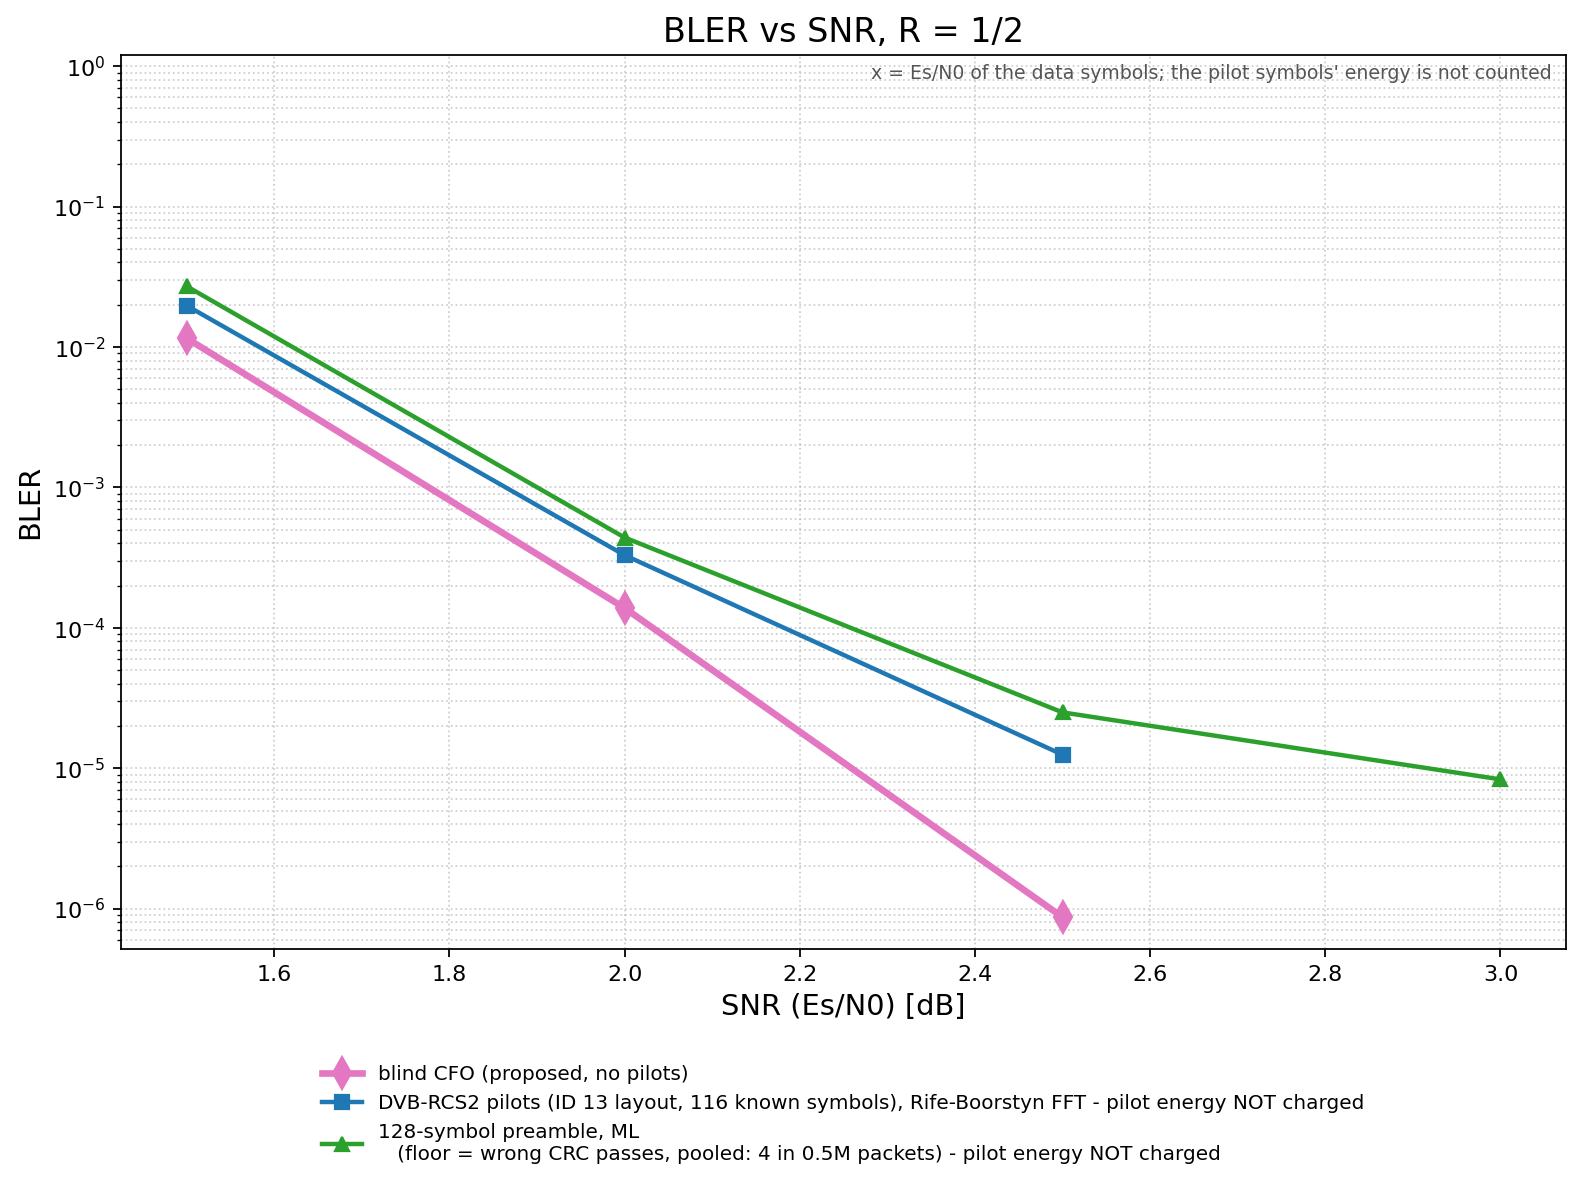 BLER vs SNR, R = 1/2
x = Es/N0 of the data symbols; the pilot symbols' energy is not counted
BLER
10⁰
10⁻¹
10⁻²
10⁻³
10⁻⁴
10⁻⁵
10⁻⁶
1.6 1.8 2.0 2.2 2.4 2.6 2.8 3.0
SNR (Es/N0) [dB]
blind CFO (proposed, no pilots)
DVB-RCS2 pilots (ID 13 layout, 116 known symbols), Rife-Boorstyn FFT - pilot energy NOT charged
128-symbol preamble, ML
(floor = wrong CRC passes, pooled: 4 in 0.5M packets) - pilot energy NOT charged